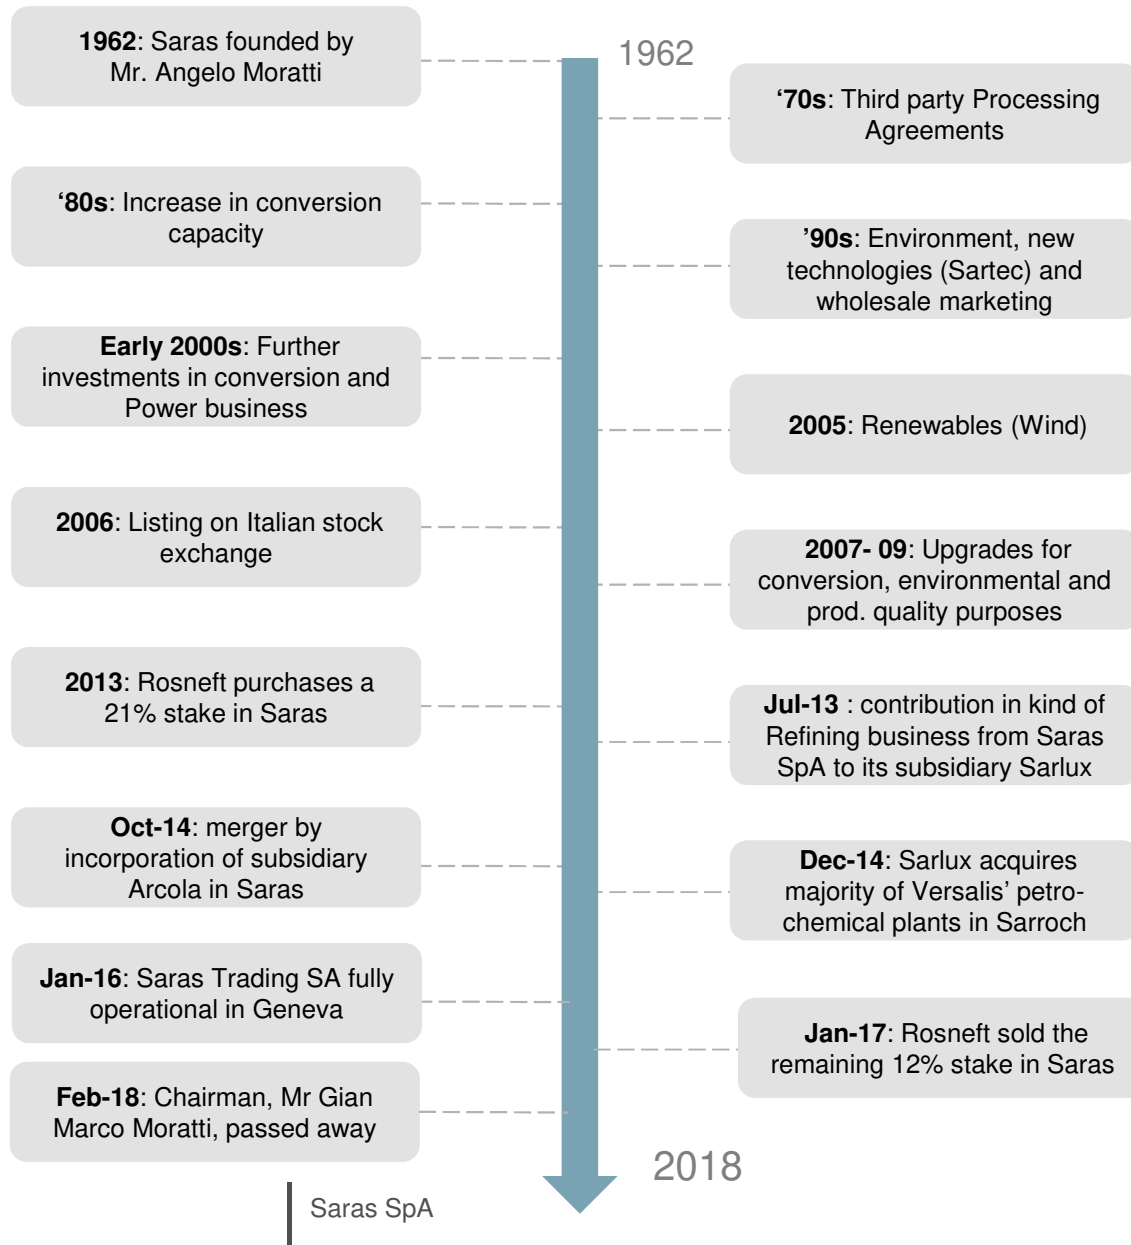 1962: Saras founded by
Mr. Angelo Moratti
1962
‘70s: Third party Processing
Agreements
‘80s: Increase in conversion
capacity
’90s: Environment, new
technologies (Sartec) and
wholesale marketing
Early 2000s: Further
investments in conversion and
Power business
2005: Renewables (Wind)
2006: Listing on Italian stock
exchange
2007- 09: Upgrades for
conversion, environmental and
prod. quality purposes
2013: Rosneft purchases a
21% stake in Saras
Jul-13 : contribution in kind of
Refining business from Saras
SpA to its subsidiary Sarlux
Oct-14: merger by
incorporation of subsidiary
Arcola in Saras
Dec-14: Sarlux acquires
majority of Versalis’ petro-
chemical plants in Sarroch
Jan-16: Saras Trading SA fully
operational in Geneva
Jan-17: Rosneft sold the
remaining 12% stake in Saras
Feb-18: Chairman, Mr Gian
Marco Moratti, passed away
2018
Saras SpA